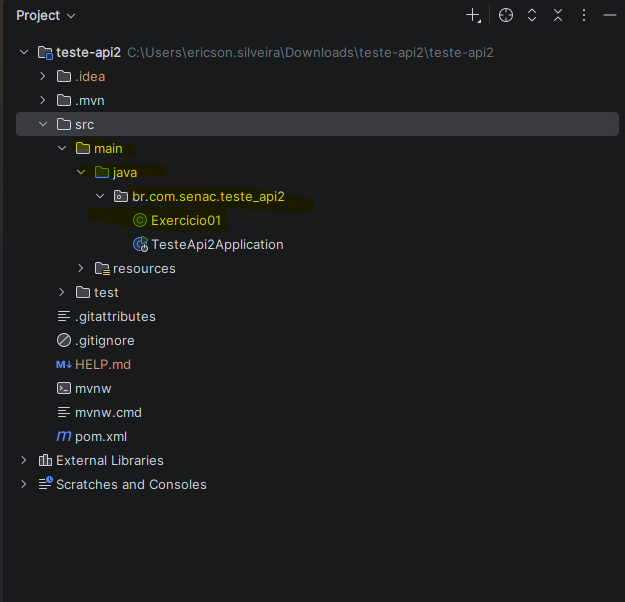 Project
teste-api2 C:\Users\ericson.silveira\Downloads\teste-api2\teste-api2
.idea
.mvn
src
main
java
br.com.senac.teste_api2
Exercicio01
TesteApi2Application
resources
test
.gitattributes
.gitignore
HELP.md
mvnw
mvnw.cmd
pom.xml
External Libraries
Scratches and Consoles